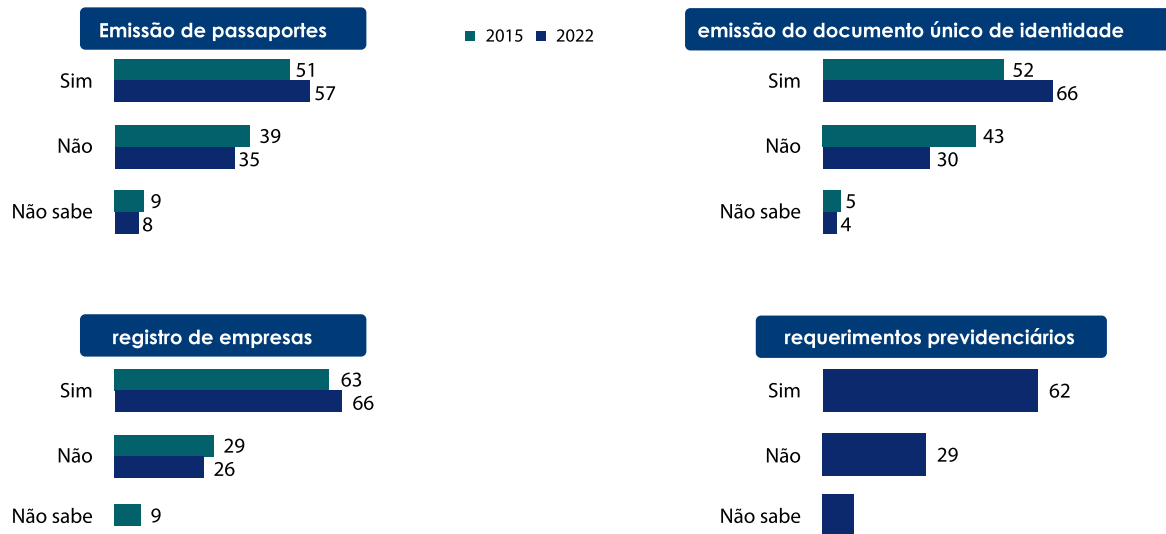 Emissão de passaportes
2015 2022
Sim 51
57
Não 39
35
Não sabe 9
8
emissão do documento único de identidade
Sim 52
66
Não 43
30
Não sabe 5
4
registro de empresas
Sim 63
66
Não 29
26
Não sabe 9
requerimentos previdenciários
Sim 62
Não 29
Não sabe